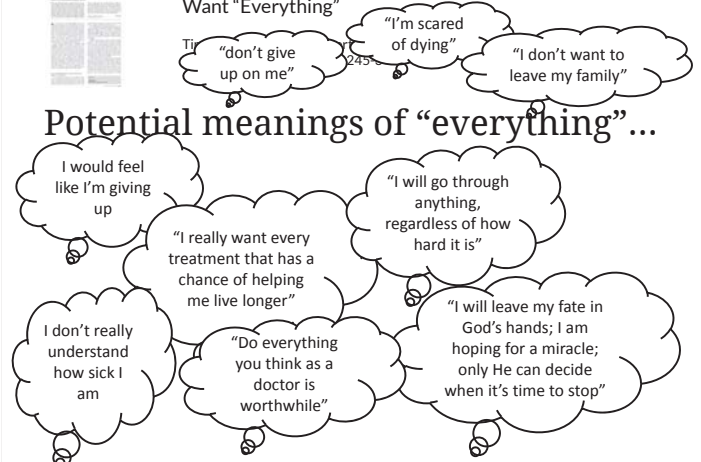 Want “Everything”
“I’m scared
of dying”
“don’t give
up on me”
“I don’t want to
leave my family”
Potential meanings of “everything”...
I would feel
like I’m giving
up
“I will go through
anything,
regardless of how
hard it is”
“I really want every
treatment that has a
chance of helping
me live longer”
I don’t really
understand
how sick I
am
“Do everything
you think as a
doctor is
worthwhile”
“I will leave my fate in
God’s hands; I am
hoping for a miracle;
only He can decide
when it’s time to stop”